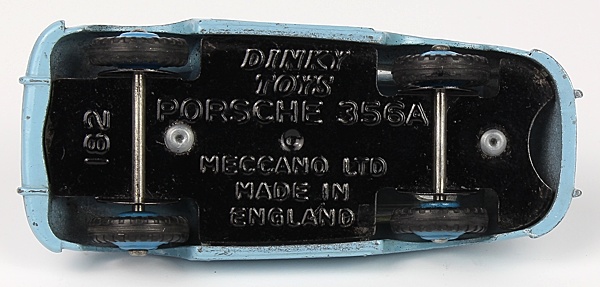 DINKY
TOYS
PORSCHE 356A
182
MECCANO LTD
MADE IN
ENGLAND